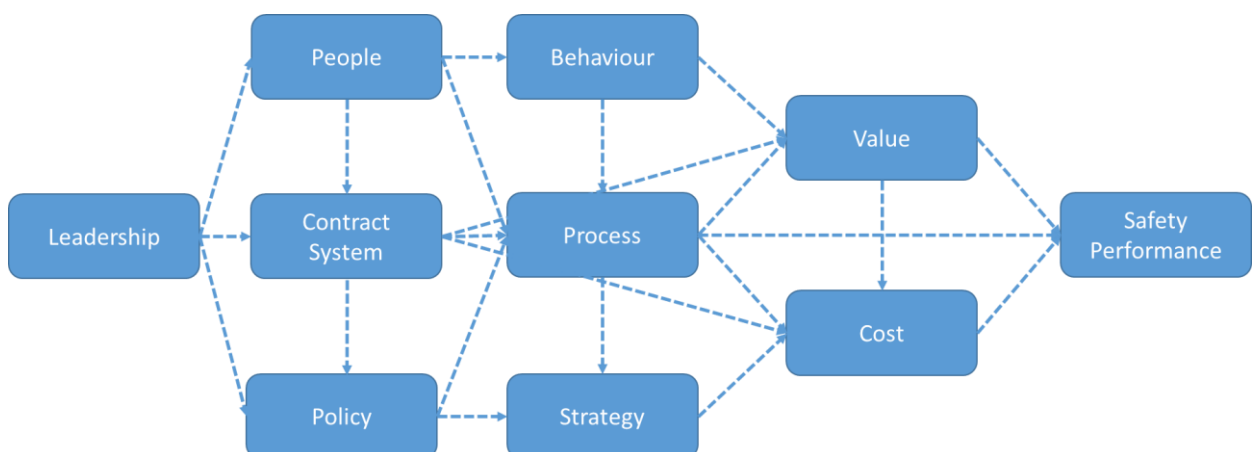 People
Behaviour
Value
Leadership
Contract
System
Process
Safety
Performance
Cost
Policy
Strategy